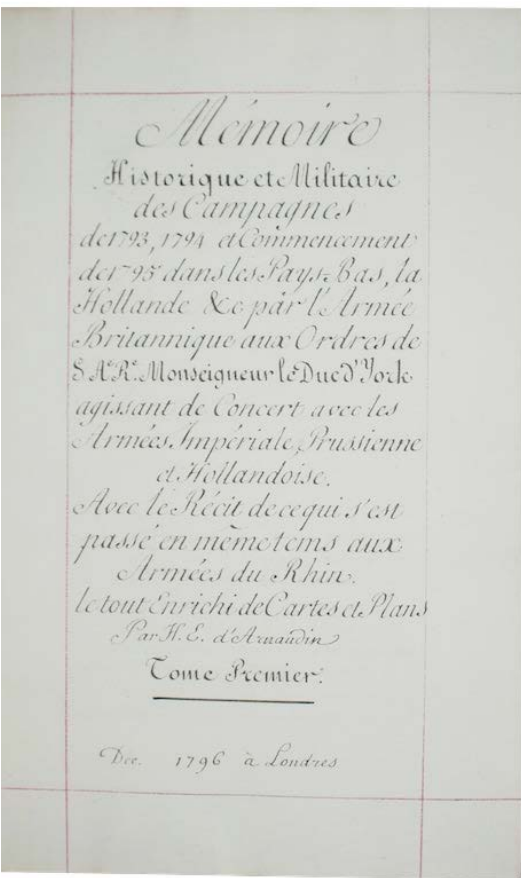 Mémoire
Historique et Militaire
des Campagnes
de 1793, 1794 et Commencement
de 1795 dans les Pays-Bas, la
Hollande &c par l'Armée
Britannique aux Ordres de
S. A.e R.e Monseigneur le Duc d'York
agissant de Concert avec les
Armées Impériale, Prussienne
et Hollandoise.
Avec le Récit de ce qui s'est
passé en même tems aux
Armées du Rhin.
le tout Enrichi de Cartes et Plans
Par H. E. d'Arnaudin
Tome Premier.
Dec. 1796 à Londres